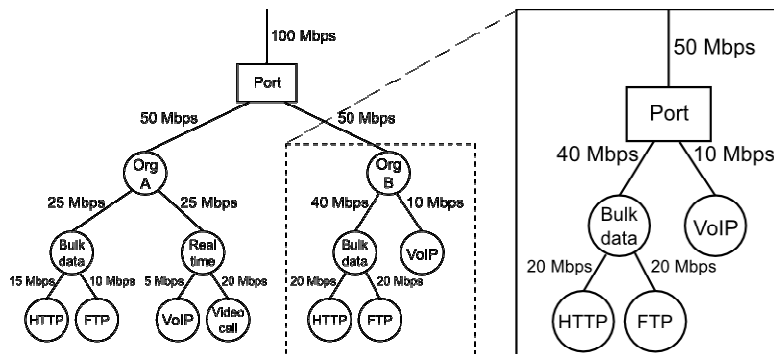 100 Mbps
Port
50 Mbps
50 Mbps
Org
A
Org
B
25 Mbps
25 Mbps
40 Mbps
10 Mbps
Bulk
data
Real
time
Bulk
data
VoIP
15 Mbps
10 Mbps
5 Mbps
20 Mbps
20 Mbps
20 Mbps
HTTP
FTP
VoIP
Video
call
HTTP
FTP
50 Mbps
Port
40 Mbps
10 Mbps
Bulk
data
VoIP
20 Mbps
20 Mbps
HTTP
FTP